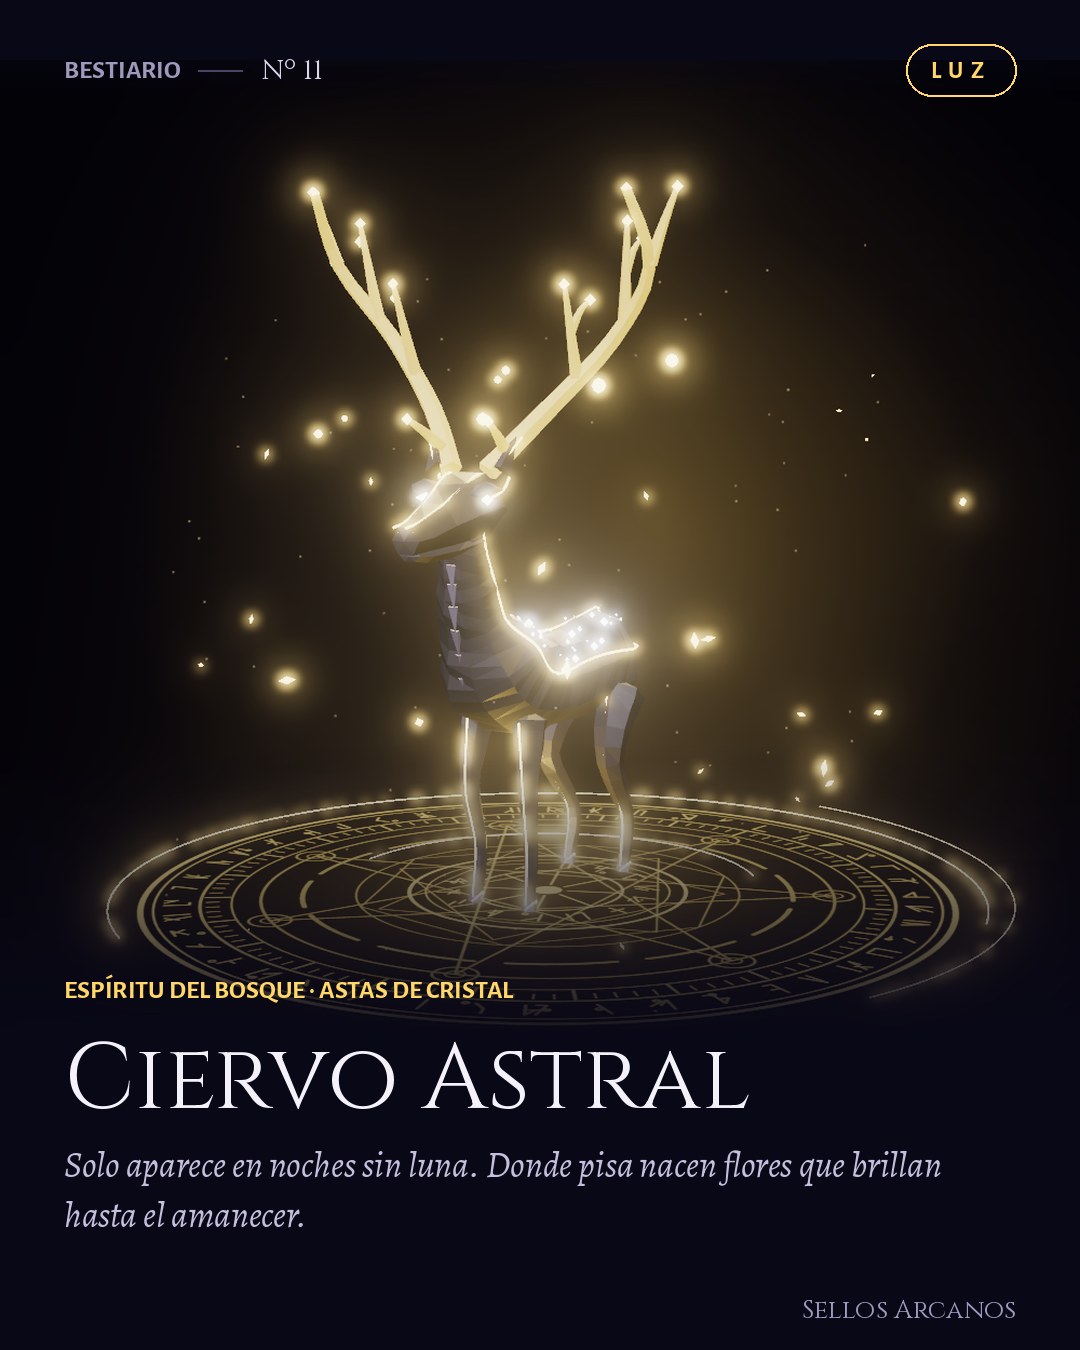 BESTIARIO — Nº 11
LUZ
ESPÍRITU DEL BOSQUE · ASTAS DE CRISTAL
Ciervo Astral
Solo aparece en noches sin luna. Donde pisa nacen flores que brillan
hasta el amanecer.
Sellos Arcanos